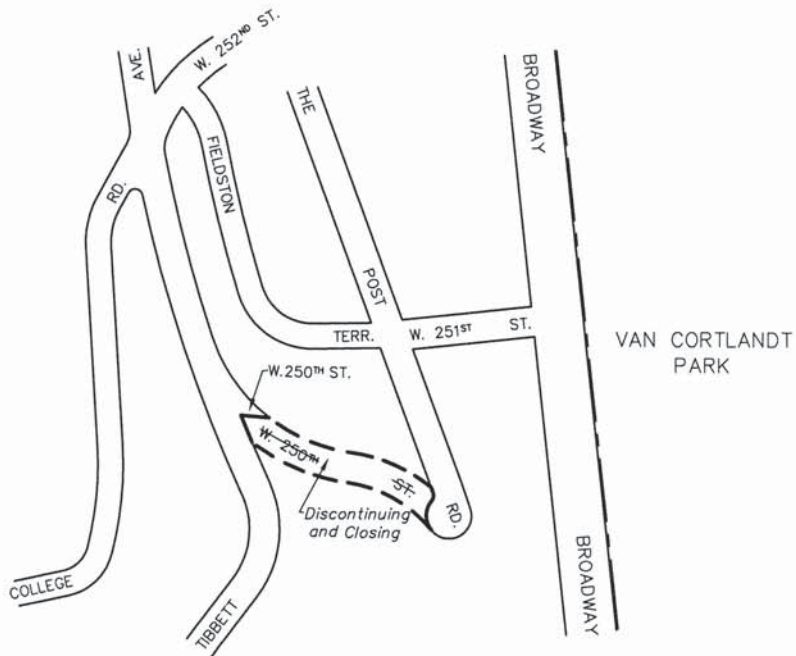 W. 252ND ST.
AVE.
BROADWAY
THE
FIELDSTON
RD.
POST
TERR.
W. 251ST ST.
VAN CORTLANDT
PARK
W.250TH ST.
W. 250TH ST.
Discontinuing
and Closing
RD.
BROADWAY
COLLEGE
TIBBETT